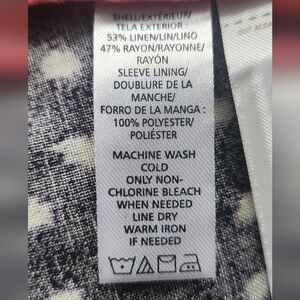 SHELL/EXTÉRIEUR/
TELA EXTERIOR :
53% LINEN/LIN/LINO
47% RAYON/RAYONNE/
RAYÓN
SLEEVE LINING/
DOUBLURE DE LA
MANCHE/
FORRO DE LA MANGA :
100% POLYESTER/
POLIÉSTER
MACHINE WASH
COLD
ONLY NON-
CHLORINE BLEACH
WHEN NEEDED
LINE DRY
WARM IRON
IF NEEDED